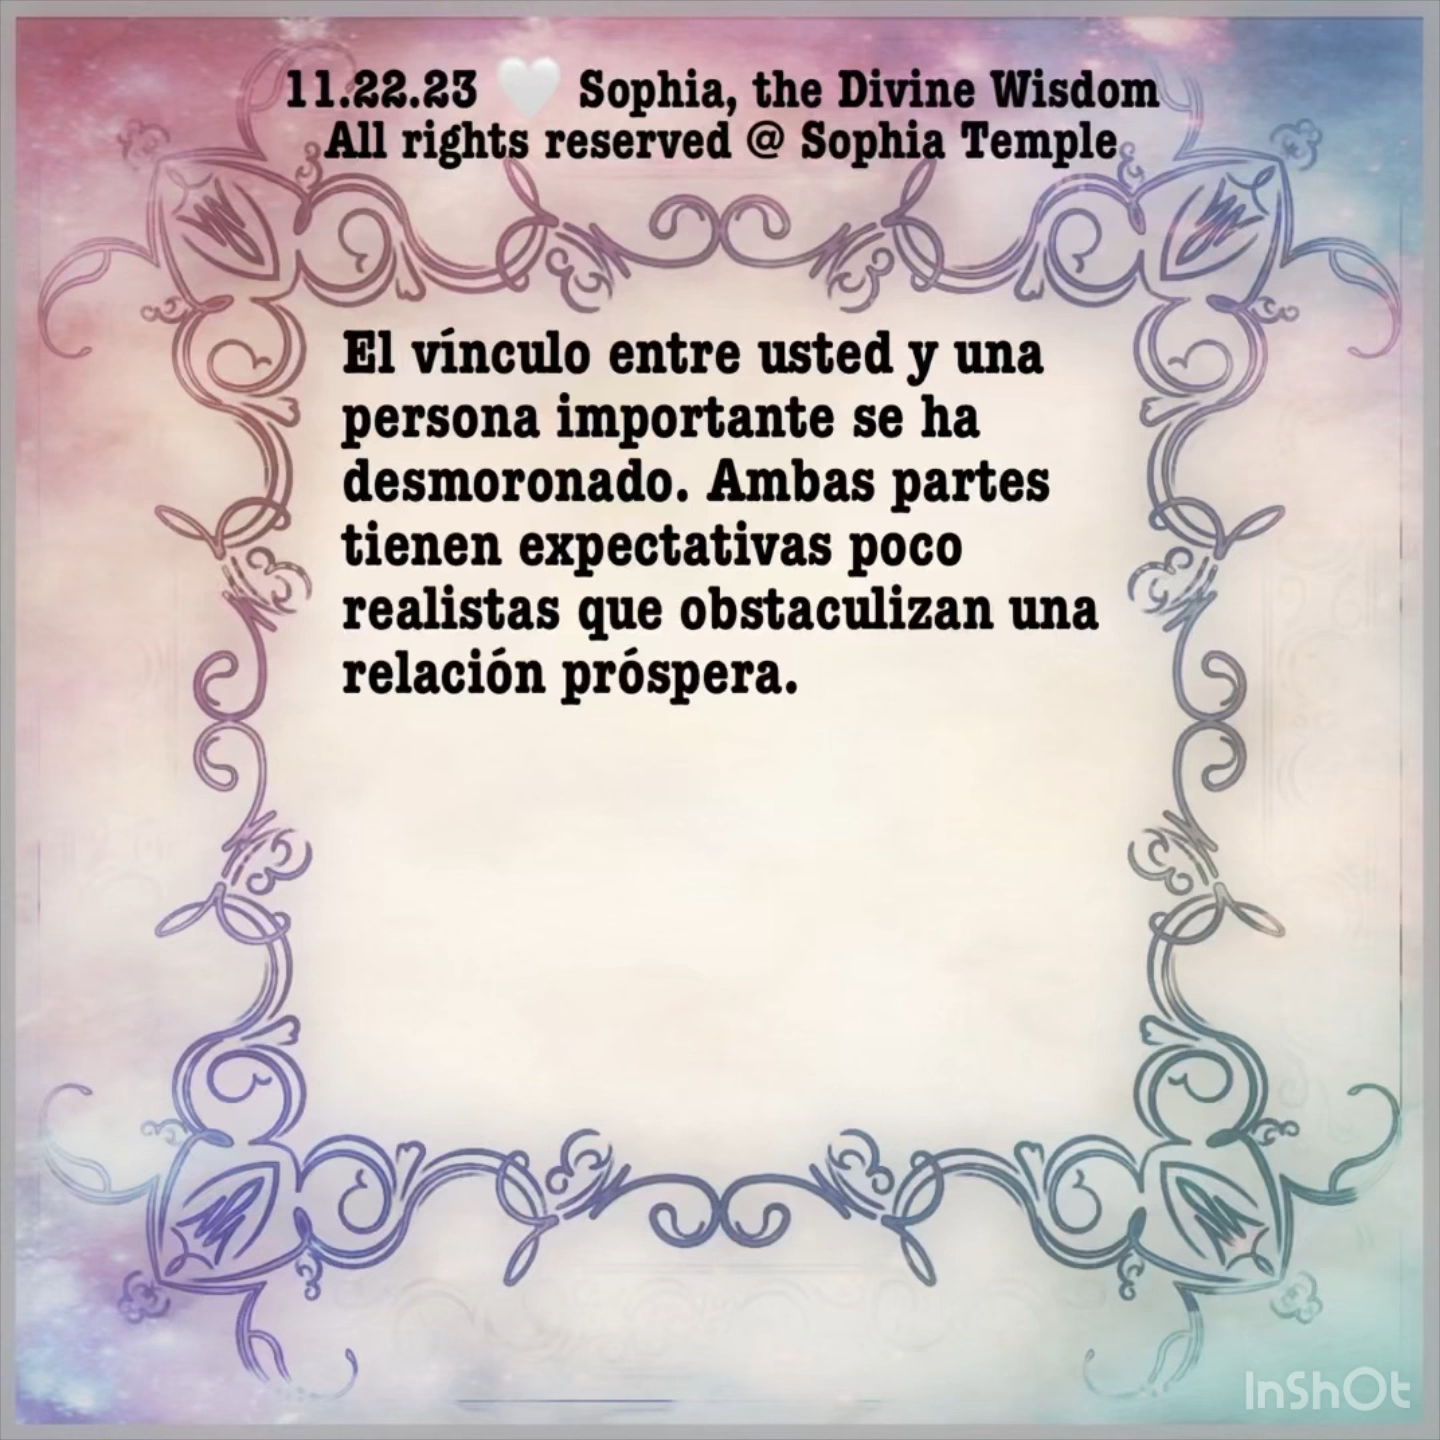 11.22.23 🤍 Sophia, the Divine Wisdom
All rights reserved @ Sophia Temple
El vínculo entre usted y una
persona importante se ha
desmoronado. Ambas partes
tienen expectativas poco
realistas que obstaculizan una
relación próspera.
InShOt